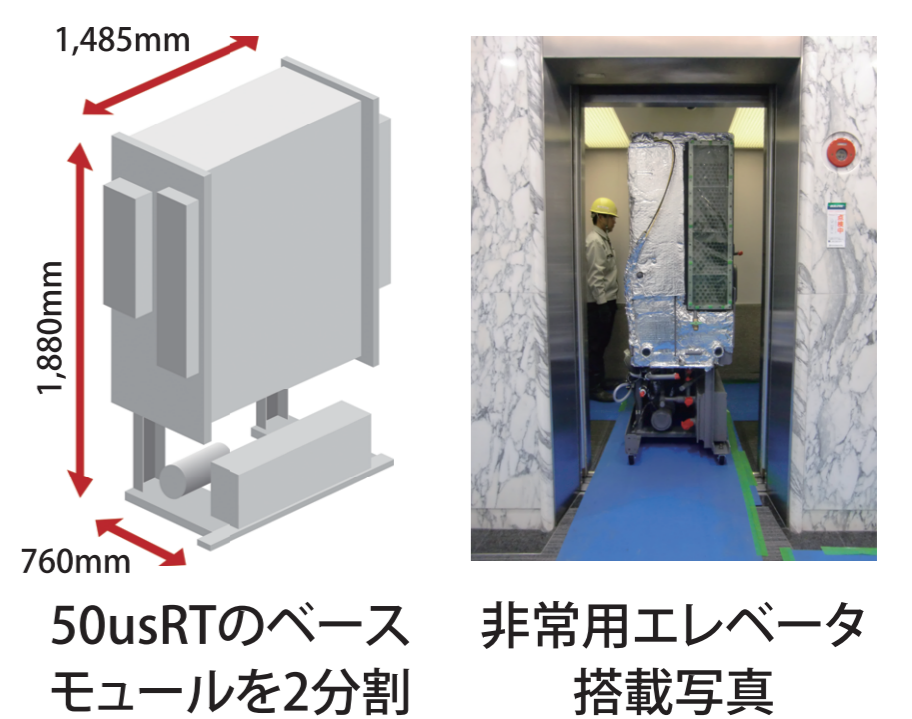 1,485mm
1,880mm
760mm
50usRTのベース
モュールを2分割
非常用エレベータ
搭載写真